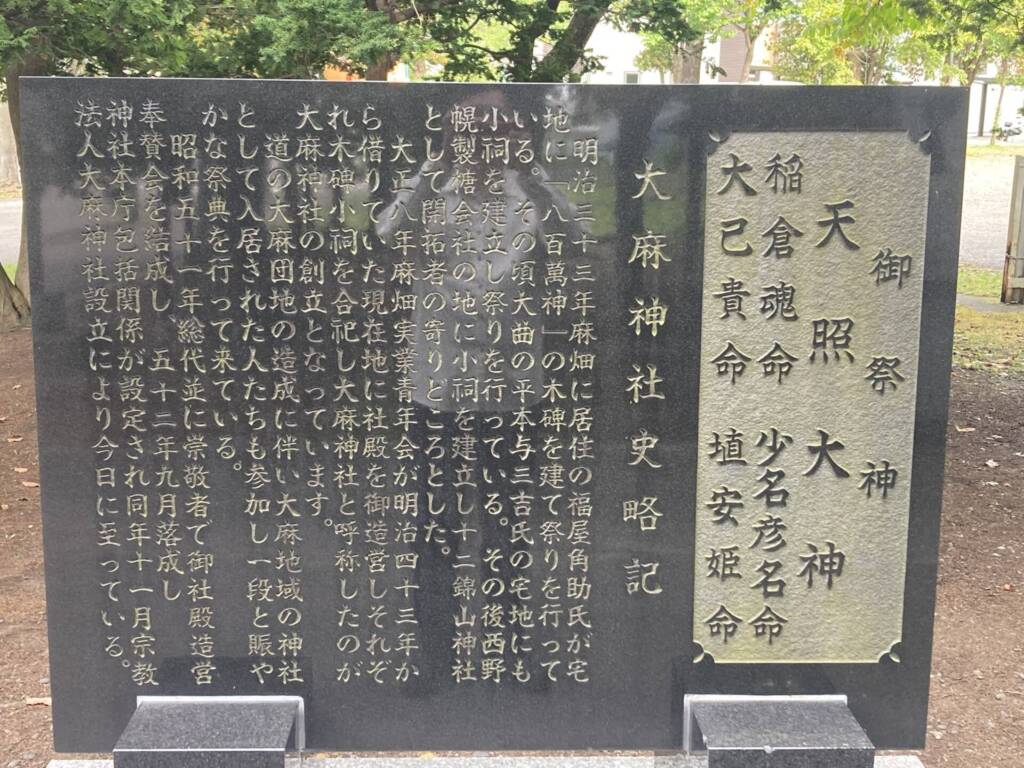 御祭神
天照大神
稲倉魂命　少名彦名命
大己貴命　埴安姫命
大麻神社史略記
明治三十三年麻畑に居住の福屋角助氏が宅
地に「八百萬神」の木碑を建て祭りを行って
いる。その頃大曲の平本与三吉氏の宅地にも
小祠を建立し祭りを行っている。その後西野
幌製糖会社の地に小祠を建立し十二錦山神社
として開拓者の寄りどころとした。
大正八年麻畑実業青年会が明治四十三年か
ら借りていた現在地に社殿を御造営しそれぞ
れ木碑小祠を合祀し大麻神社と呼称したのが
大麻神社の創立となっています。
道の大麻団地の造成に伴い大麻地域の神社
として入居された人たちも参加し一段と賑や
かな祭典を行って来ている。
昭和五十一年総代並に崇敬者で御社殿造営
奉賛会を結成し　五十二年九月落成し
神社本庁包括関係が設定され同年十一月宗教
法人大麻神社設立により今日に至っている。